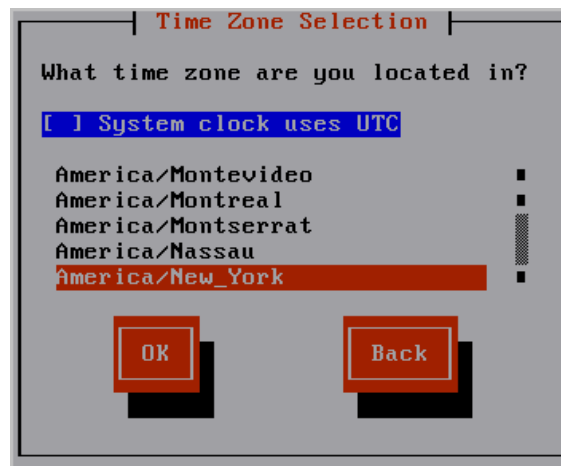 Time Zone Selection
What time zone are you located in?
[ ] System clock uses UTC
America/Montevideo
America/Montreal
America/Montserrat
America/Nassau
America/New_York
OK
Back